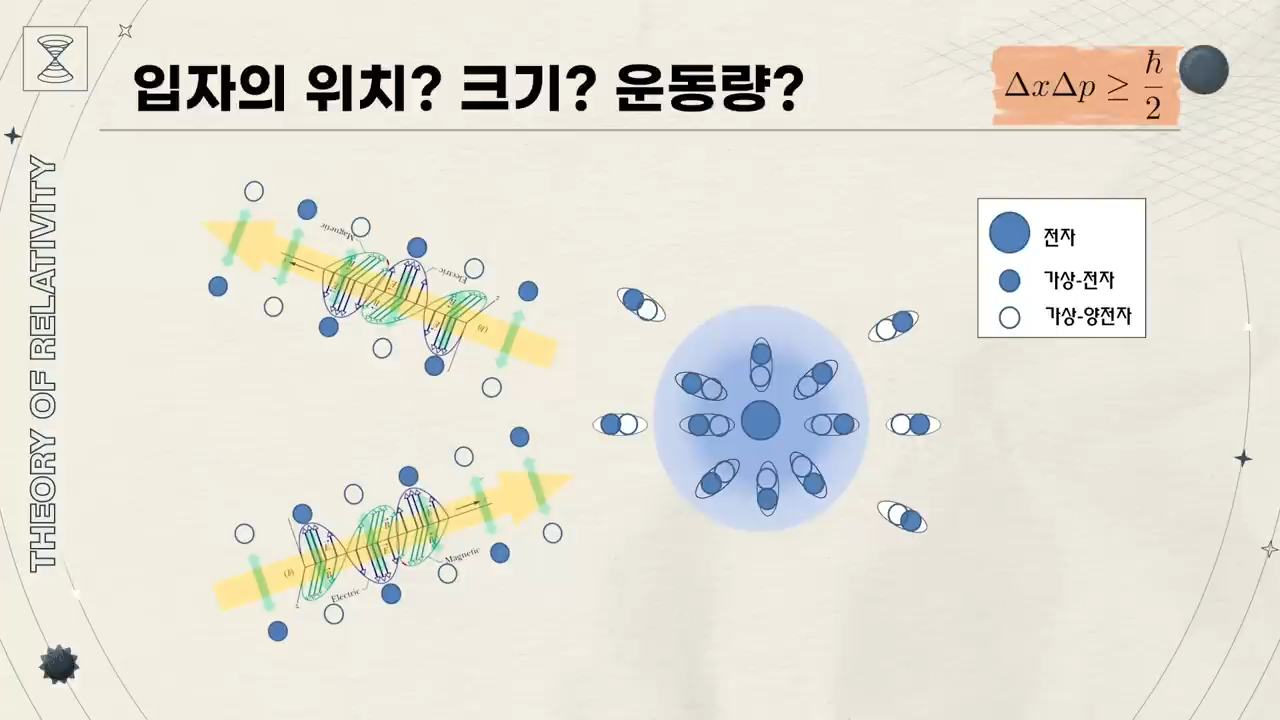 입자의 위치? 크기? 운동량?
ΔxΔp ≥ ħ/2
THEORY OF RELATIVITY
전자
가상-전자
가상-양전자
Magnetic
Electric
(b)
z
(b)
Electric
Magnetic
z